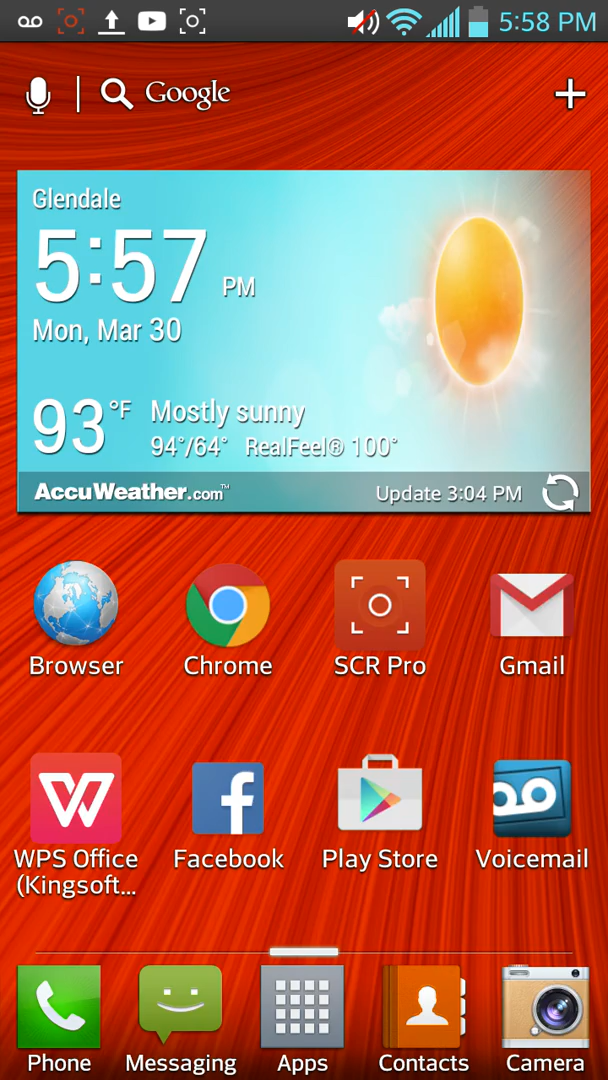 5:58 PM
Google
Glendale
5:57 PM
Mon, Mar 30
93°F Mostly sunny
94°/64° RealFeel® 100°
AccuWeather.com™ Update 3:04 PM
Browser Chrome SCR Pro Gmail
WPS Office Facebook Play Store Voicemail
(Kingsoft...
Phone Messaging Apps Contacts Camera